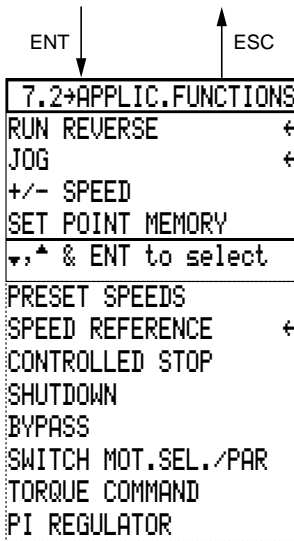 ENT ESC
7.2→APPLIC.FUNCTIONS
RUN REVERSE ←
JOG ←
+/- SPEED
SET POINT MEMORY
▾,▴ & ENT to select
PRESET SPEEDS
SPEED REFERENCE ←
CONTROLLED STOP
SHUTDOWN
BYPASS
SWITCH MOT.SEL./PAR
TORQUE COMMAND
PI REGULATOR